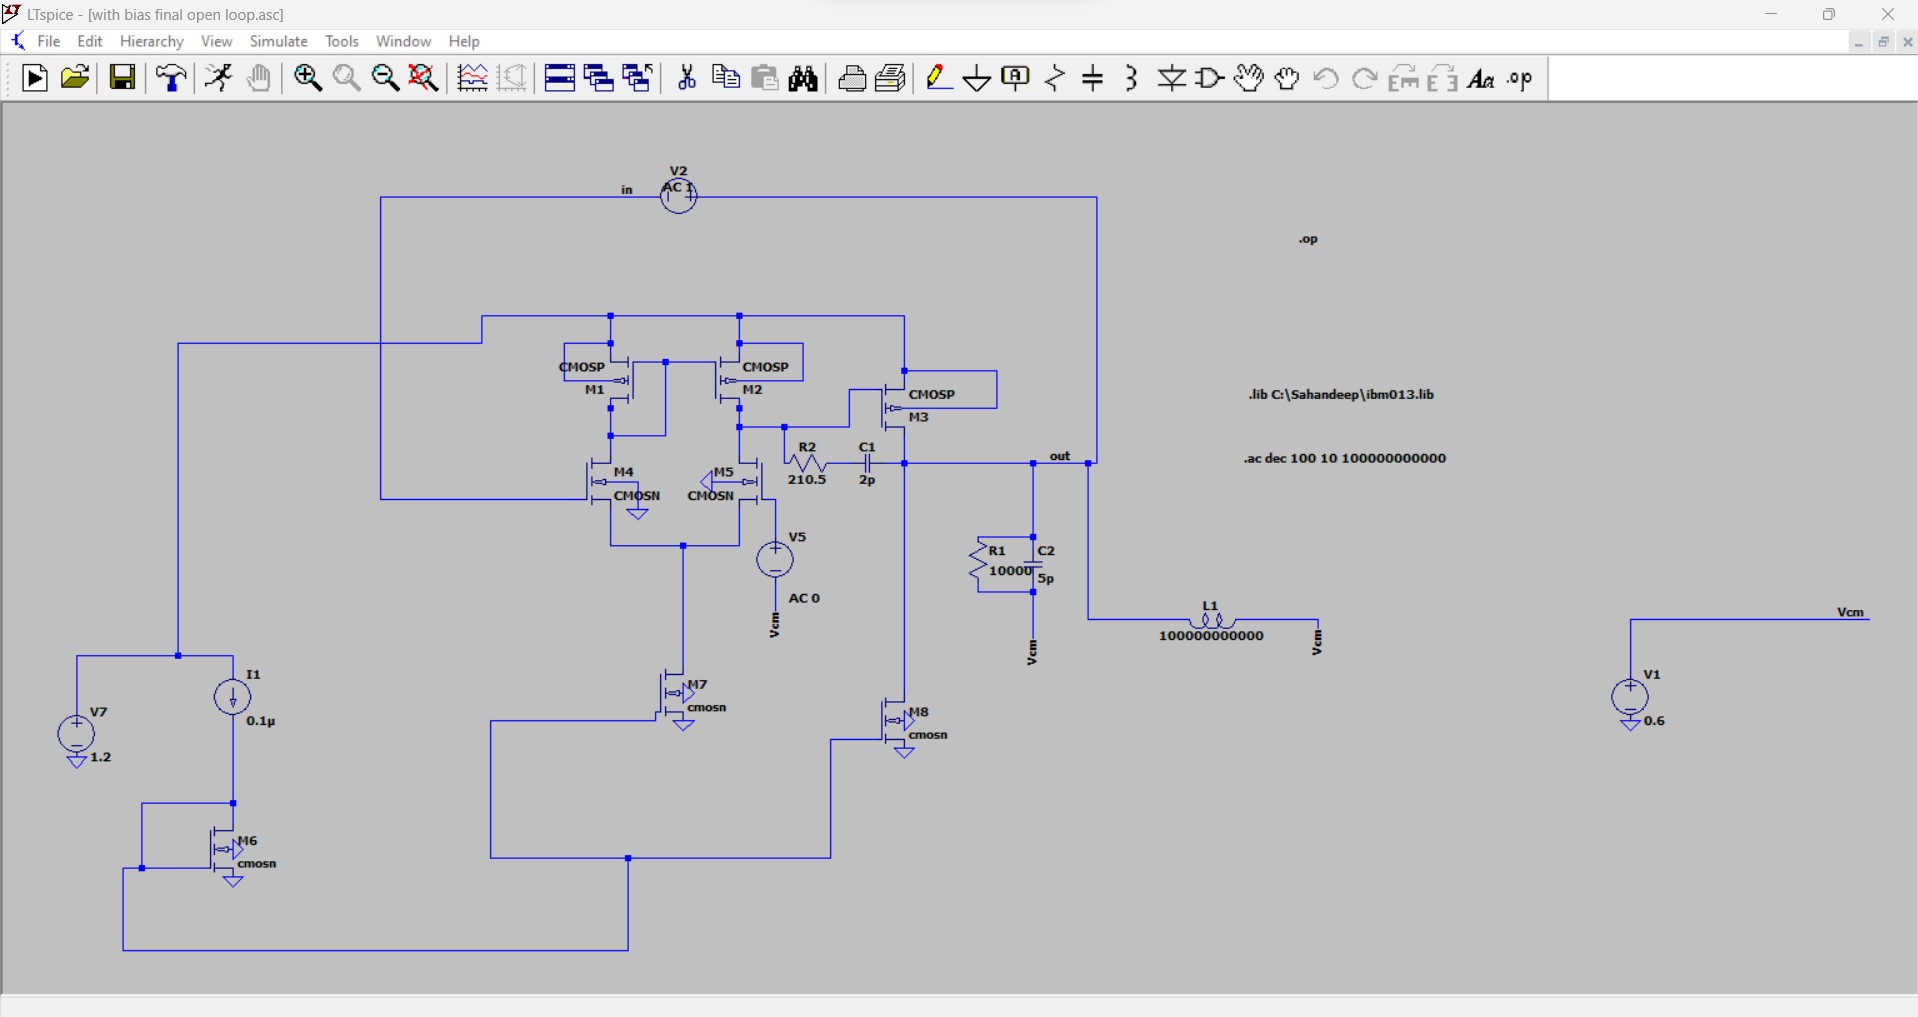 LTspice - [with bias final open loop.asc]
File Edit Hierarchy View Simulate Tools Window Help
A Aa .op
V2
AC 1
in
.op
CMOSP
M1
CMOSP
M2
CMOSP
M3
.lib C:\Sahandeep\ibm013.lib
R2
210.5
C1
2p
out
.ac dec 100 10 100000000000
M4
CMOSN
M5
CMOSN
V5
AC 0
Vcm
R1
10000
C2
5p
Vcm
L1
100000000000
Vcm
Vcm
V1
0.6
I1
0.1µ
V7
1.2
M7
cmosn
M8
cmosn
M6
cmosn